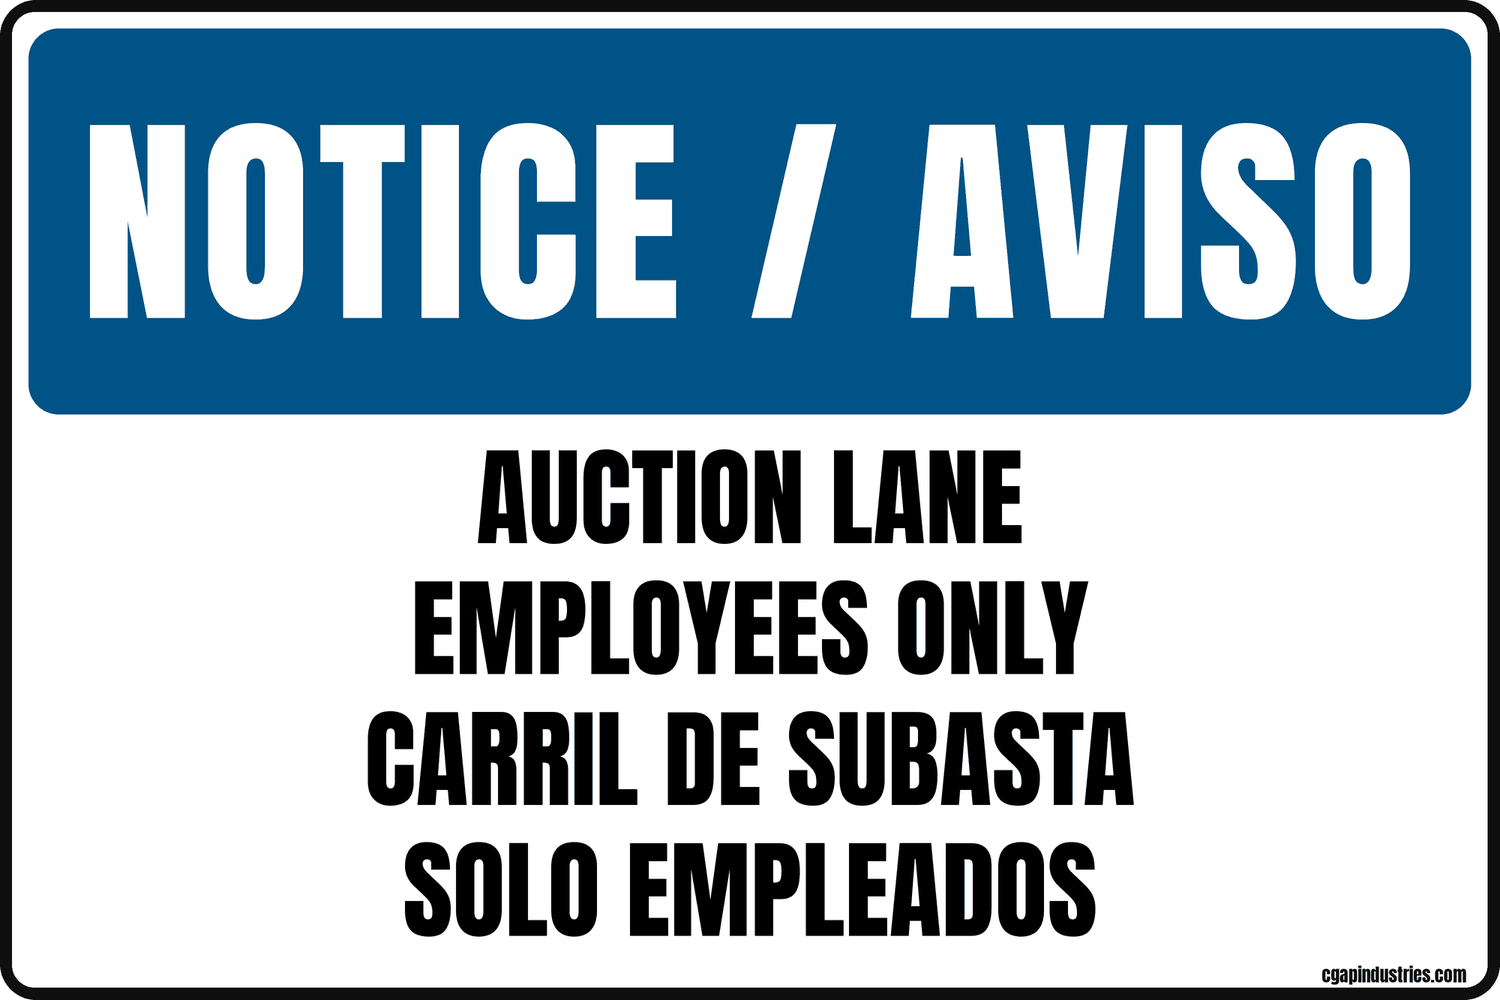 NOTICE / AVISO
AUCTION LANE
EMPLOYEES ONLY
CARRIL DE SUBASTA
SOLO EMPLEADOS
cgapindustries.com